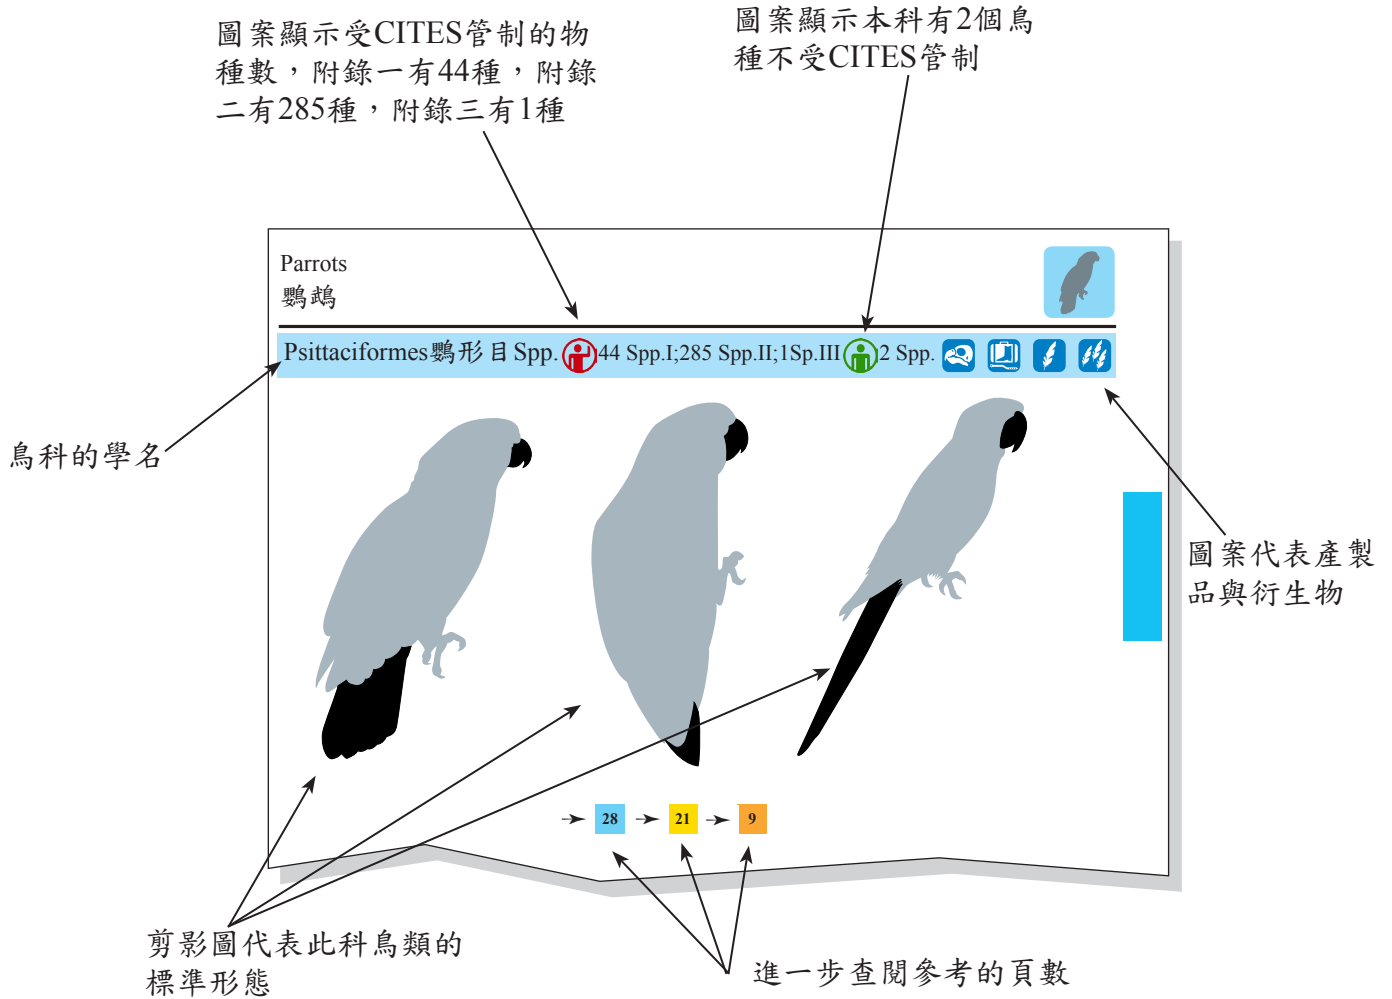 圖案顯示受CITES管制的物
種數，附錄一有44種，附錄
二有285種，附錄三有1種
圖案顯示本科有2個鳥
種不受CITES管制
Parrots
鸚鵡
Psittaciformes鸚形目Spp. 44 Spp.I;285 Spp.II;1Sp.III 2 Spp.
鳥科的學名
圖案代表產製
品與衍生物
28 21 9
剪影圖代表此科鳥類的
標準形態
進一步查閱參考的頁數